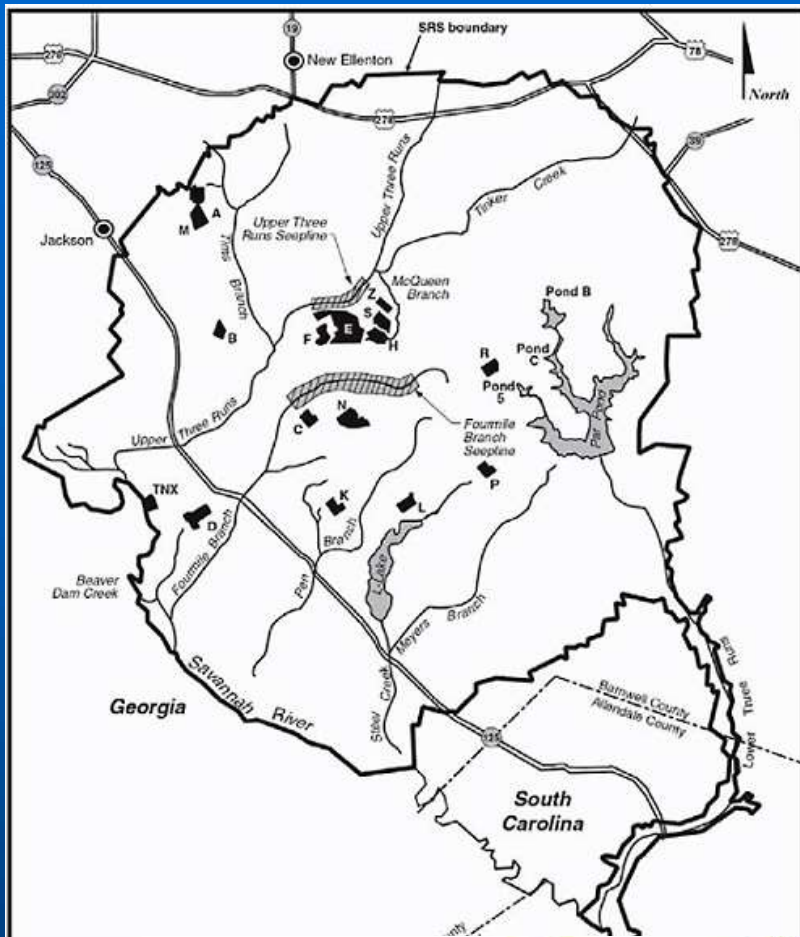 19
SRS boundary
278
New Ellenton
78
North
302
278
125
39
Upper Three Runs
Tinker Creek
A
M
Upper Three
Runs Seepline
Jackson
278
Tims
Branch
McQueen
Branch
Z
Pond B
S
B
F
E
H
R
Pond
C
Pond
5
Par Pond
N
C
Upper Three Runs
Fourmile
Branch
Seepline
P
TNX
K
L
D
Branch
Fourmile Branch
L-Lake
Beaver
Dam Creek
Pen
Meyers Branch
Savannah River
Steel Creek
Georgia
Barnwell County
Allendale County
Lower Three Runs
125
South
Carolina